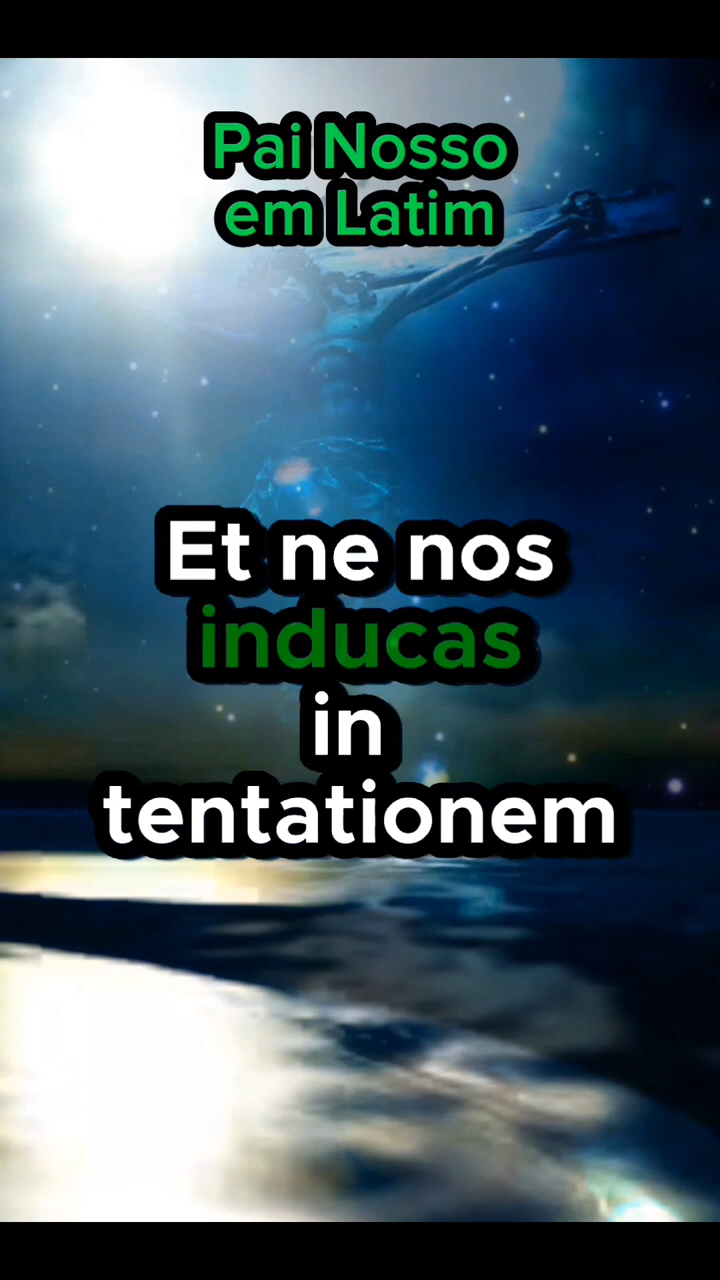 Pai Nosso
em Latim
Et ne nos
inducas
in
tentationem